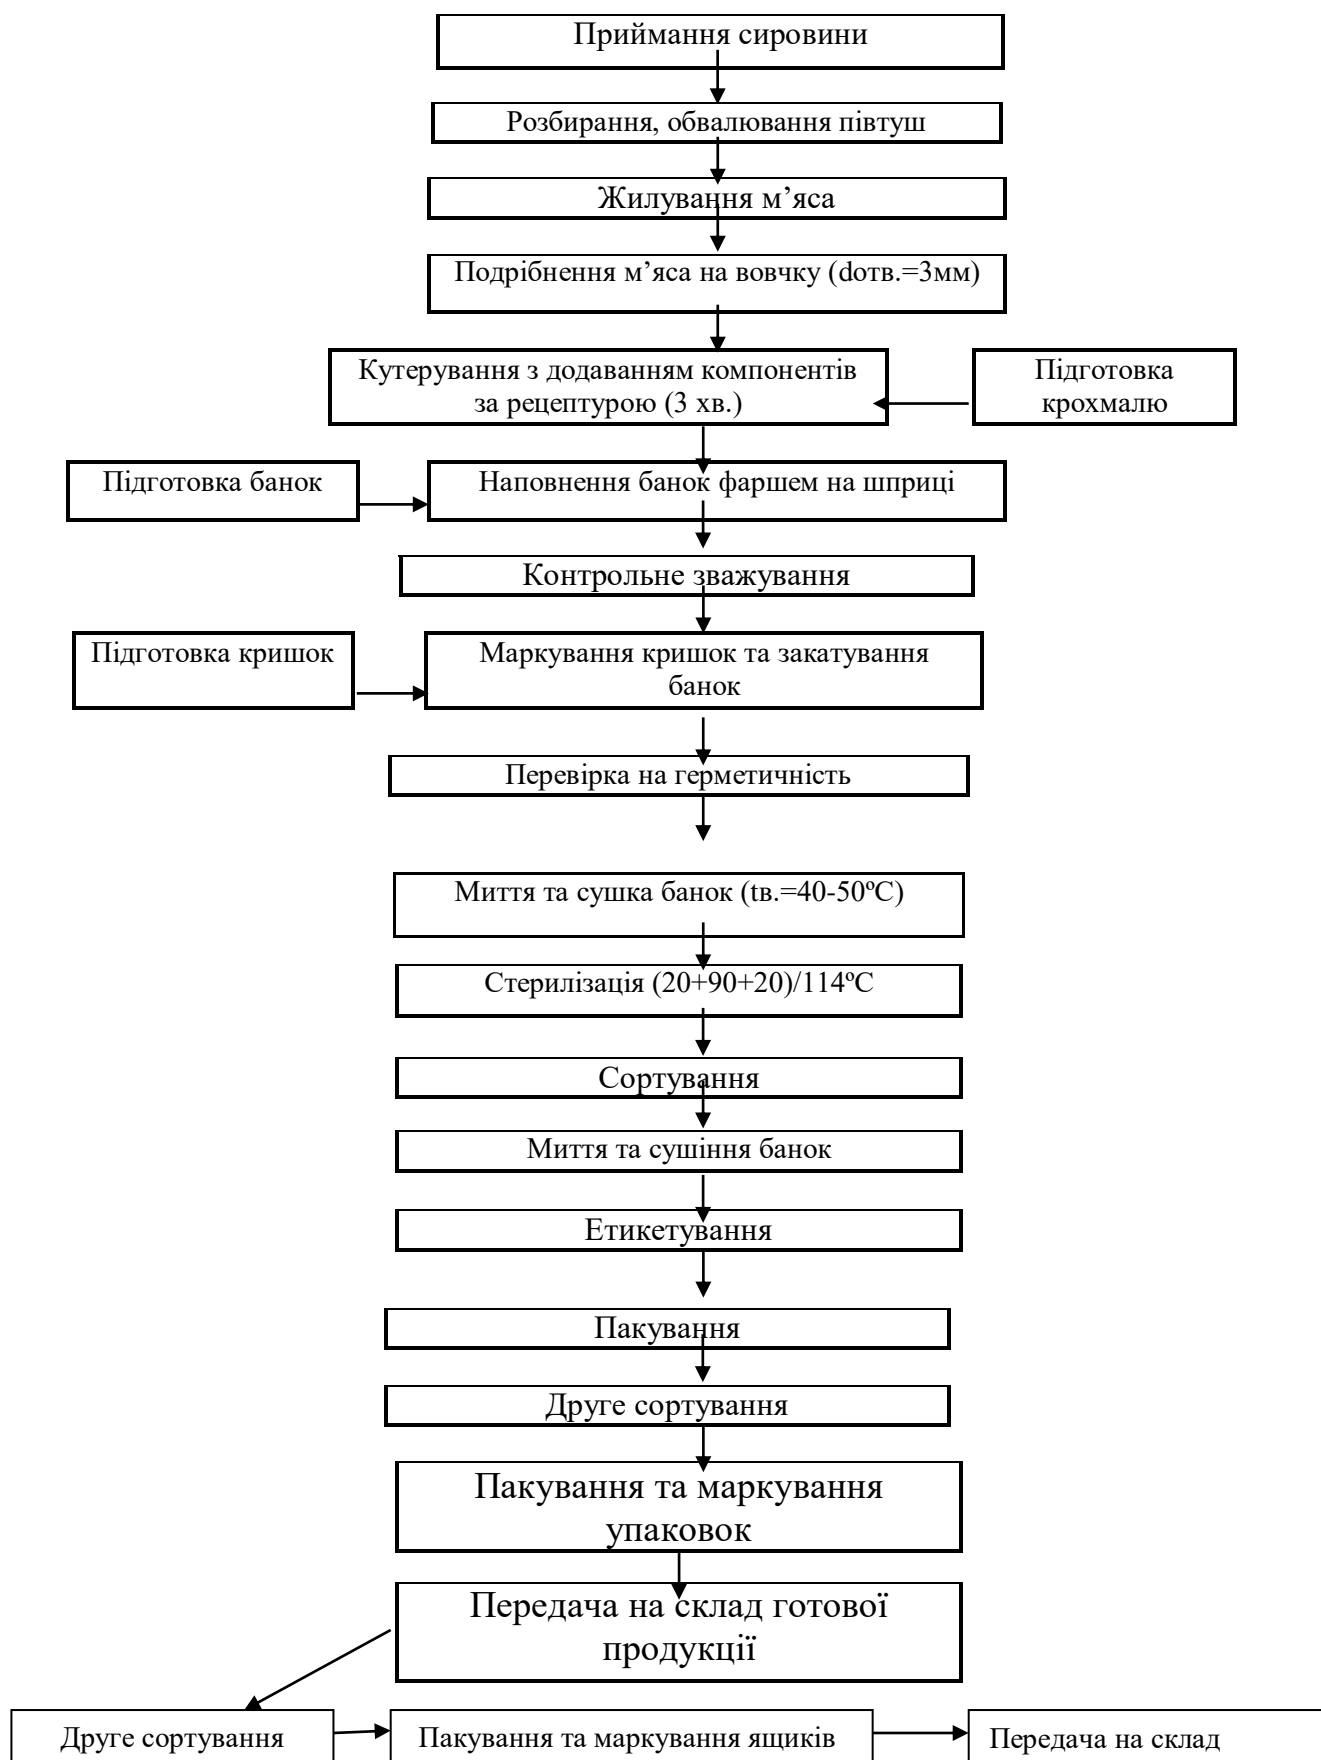 Приймання сировини
Розбирання, обвалювання півтуш
Жилування м’яса
Подрібнення м’яса на вовчку (dотв.=3мм)
Кутерування з додаванням компонентів
за рецептурою (3 хв.)
Підготовка
крохмалю
Підготовка банок
Наповнення банок фаршем на шприці
Контрольне зважування
Підготовка кришок
Маркування кришок та закатування
банок
Перевірка на герметичність
Миття та сушка банок (tв.=40-50ºС)
Стерилізація (20+90+20)/114ºС
Сортування
Миття та сушіння банок
Етикетування
Пакування
Друге сортування
Пакування та маркування
упаковок
Передача на склад готової
продукції
Друге сортування
Пакування та маркування ящиків
Передача на склад